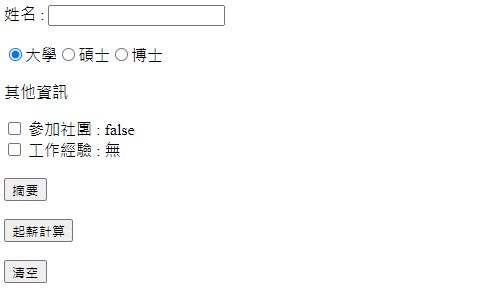 姓名 :
大學 碩士 博士
其他資訊
參加社團 : false
工作經驗 : 無
摘要
起薪計算
清空